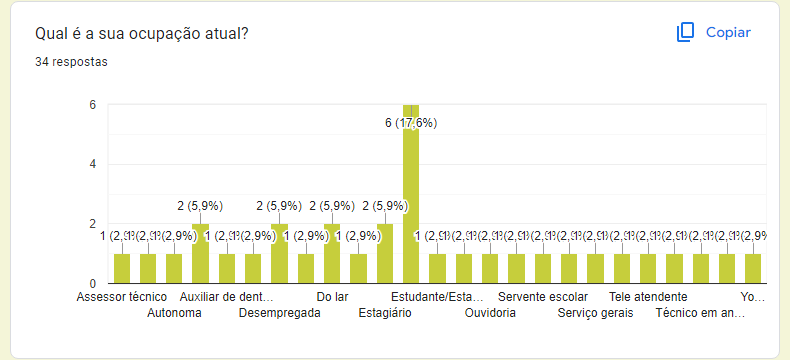 Qual é a sua ocupação atual?
Copiar
34 respostas
6
4
2
0
6 (17,6%)
2 (5,9%) 2 (5,9%) 2 (5,9%) 2 (5,9%)
1 (2,9%) 1 (2,9%) 1 (2,9%) 1 (2,9%)
Assessor técnico Auxiliar de dent… Do lar Estudante/Esta… Servente escolar Tele atendente Yo…
Autonoma Desempregada Estagiário Ouvidoria Serviço gerais Técnico em an…